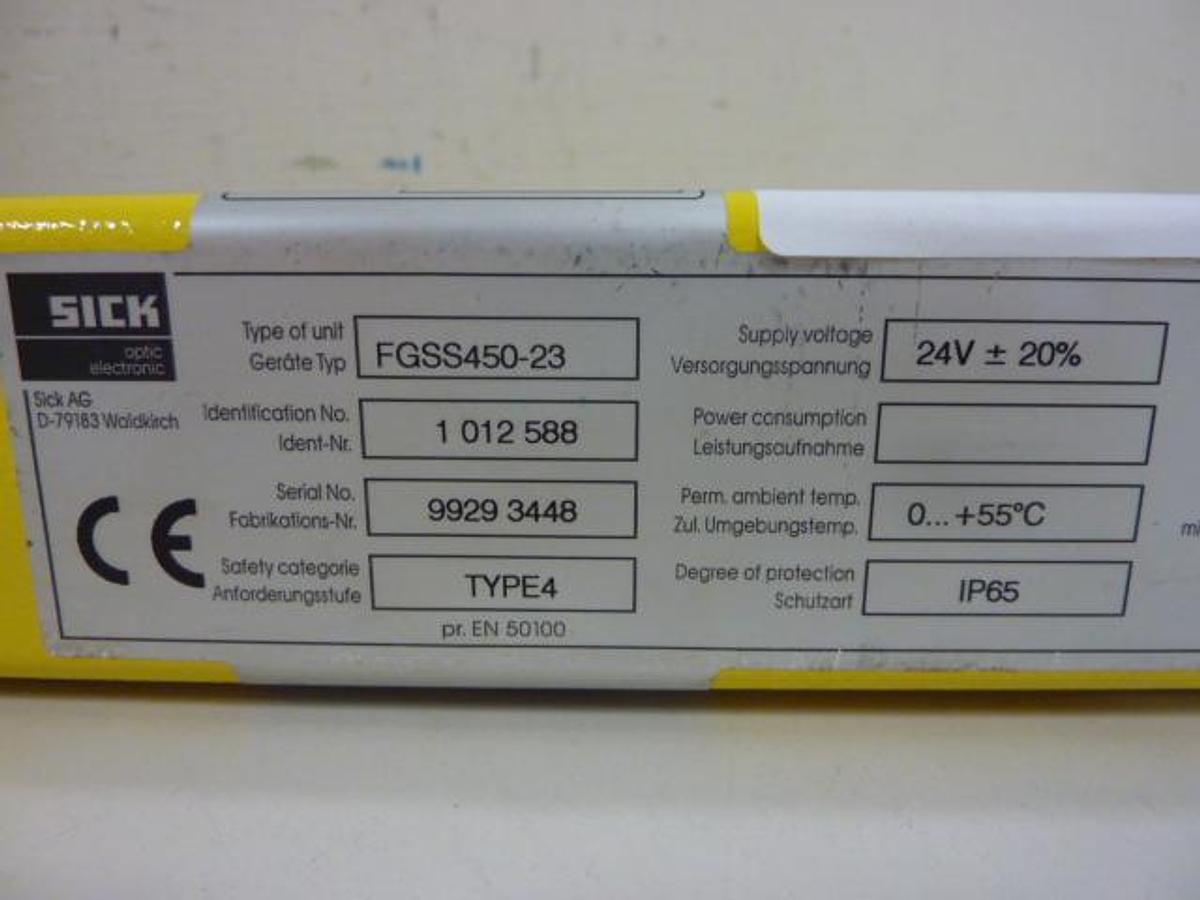 SICK
optic
electronic
Sick AG
D-79183 Waldkirch
CE
Type of unit
Geräte Typ
FGSS450-23
Identification No.
Ident-Nr.
1 012 588
Serial No.
Fabrikations-Nr.
9929 3448
Safety categorie
Anforderungsstufe
TYPE4
pr. EN 50100
Supply voltage
Versorgungsspannung
24V ± 20%
Power consumption
Leistungsaufnahme
Perm. ambient temp.
Zul. Umgebungstemp.
0... +55°C
Degree of protection
Schutzart
IP65